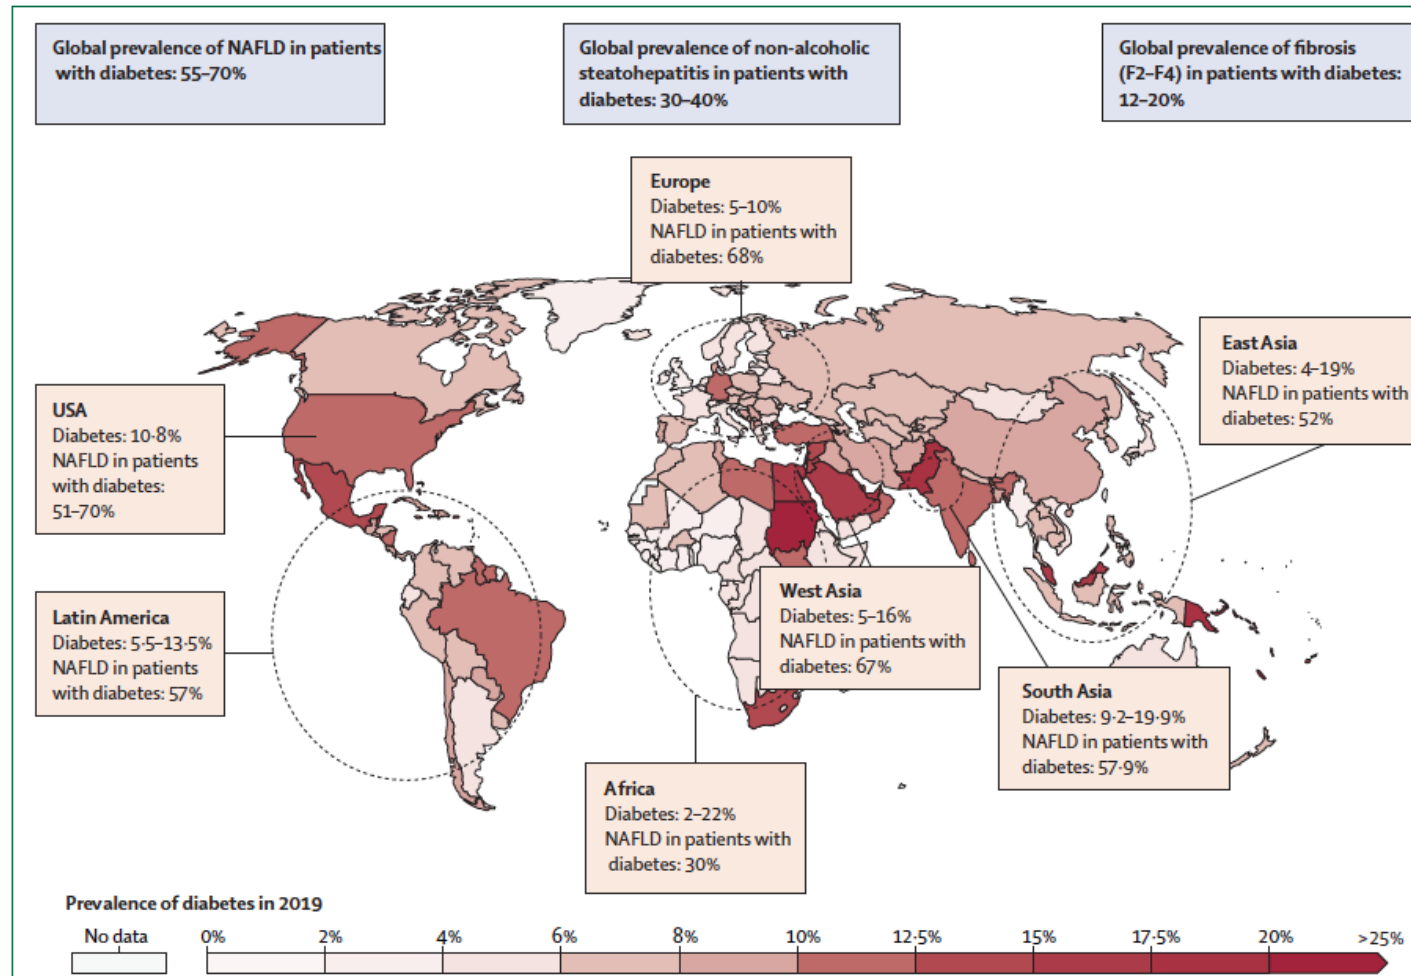 Global prevalence of NAFLD in patients
with diabetes: 55–70%
Global prevalence of non-alcoholic
steatohepatitis in patients with
diabetes: 30–40%
Global prevalence of fibrosis
(F2–F4) in patients with diabetes:
12–20%
Europe
Diabetes: 5–10%
NAFLD in patients with
diabetes: 68%
East Asia
Diabetes: 4–19%
NAFLD in patients with
diabetes: 52%
USA
Diabetes: 10·8%
NAFLD in patients
with diabetes:
51–70%
West Asia
Diabetes: 5–16%
NAFLD in patients with
diabetes: 67%
Latin America
Diabetes: 5·5–13·5%
NAFLD in patients
with diabetes: 57%
South Asia
Diabetes: 9·2–19·9%
NAFLD in patients with
diabetes: 57·9%
Africa
Diabetes: 2–22%
NAFLD in patients with
diabetes: 30%
Prevalence of diabetes in 2019
No data 0% 2% 4% 6% 8% 10% 12·5% 15% 17·5% 20% >25%